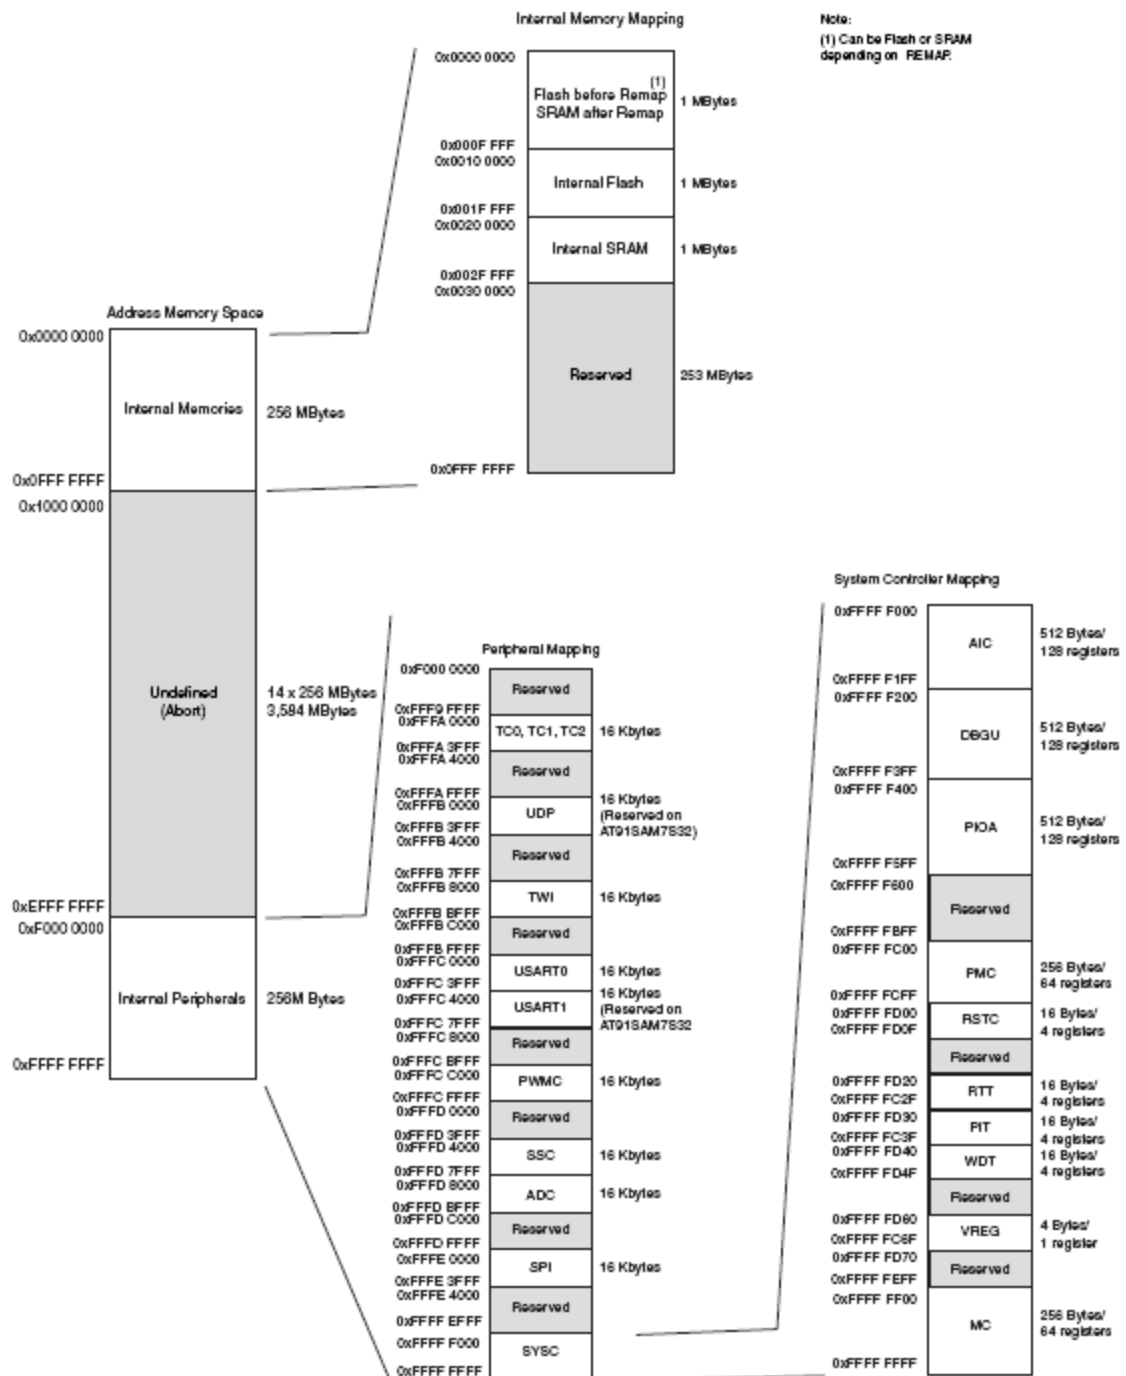 Internal Memory Mapping
Note:
(1) Can be Flash or SRAM
depending on REMAP.
0x0000 0000
(1)
Flash before Remap
SRAM after Remap
1 MBytes
0x000F FFF
0x0010 0000
Internal Flash
1 MBytes
0x001F FFF
0x0020 0000
Internal SRAM
1 MBytes
0x002F FFF
0x0030 0000
Reserved
253 MBytes
0x0FFF FFFF
Address Memory Space
0x0000 0000
Internal Memories
256 MBytes
0x0FFF FFFF
0x1000 0000
Undefined
(Abort)
14 x 256 MBytes
3,584 MBytes
0xEFFF FFFF
0xF000 0000
Internal Peripherals
256M Bytes
0xFFFF FFFF
Peripheral Mapping
0xF000 0000
Reserved
0xFFF9 FFFF
0xFFFA 0000
TC0, TC1, TC2
16 Kbytes
0xFFFA 3FFF
0xFFFA 4000
Reserved
0xFFFA FFFF
0xFFFB 0000
UDP
16 Kbytes
(Reserved on
AT91SAM7S32)
0xFFFB 3FFF
0xFFFB 4000
Reserved
0xFFFB 7FFF
0xFFFB 8000
TWI
16 Kbytes
0xFFFB BFFF
0xFFFB C000
Reserved
0xFFFB FFFF
0xFFFC 0000
USART0
16 Kbytes
0xFFFC 3FFF
0xFFFC 4000
USART1
16 Kbytes
(Reserved on
AT91SAM7S32
0xFFFC 7FFF
0xFFFC 8000
Reserved
0xFFFC BFFF
0xFFFC C000
PWMC
16 Kbytes
0xFFFC FFFF
0xFFFD 0000
Reserved
0xFFFD 3FFF
0xFFFD 4000
SSC
16 Kbytes
0xFFFD 7FFF
0xFFFD 8000
ADC
16 Kbytes
0xFFFD BFFF
0xFFFD C000
Reserved
0xFFFD FFFF
0xFFFE 0000
SPI
16 Kbytes
0xFFFE 3FFF
0xFFFE 4000
Reserved
0xFFFF EFFF
0xFFFF F000
SYSC
0xFFFF FFFF
System Controller Mapping
0xFFFF F000
AIC
512 Bytes/
128 registers
0xFFFF F1FF
0xFFFF F200
DBGU
512 Bytes/
128 registers
0xFFFF F3FF
0xFFFF F400
PIOA
512 Bytes/
128 registers
0xFFFF F5FF
0xFFFF F600
Reserved
0xFFFF FBFF
0xFFFF FC00
PMC
256 Bytes/
64 registers
0xFFFF FCFF
0xFFFF FD00
0xFFFF FD0F
RSTC
16 Bytes/
4 registers
Reserved
0xFFFF FD20
0xFFFF FC2F
RTT
16 Bytes/
4 registers
0xFFFF FD30
0xFFFF FC3F
PIT
16 Bytes/
4 registers
0xFFFF FD40
WDT
16 Bytes/
4 registers
0xFFFF FD4F
Reserved
0xFFFF FD60
0xFFFF FC6F
VREG
4 Bytes/
1 register
0xFFFF FD70
Reserved
0xFFFF FEFF
0xFFFF FF00
MC
256 Bytes/
64 registers
0xFFFF FFFF